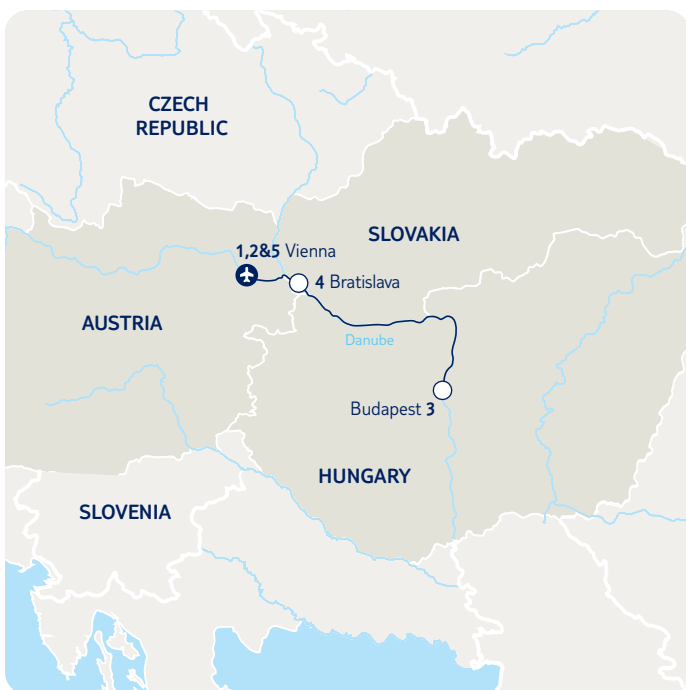 CZECH
REPUBLIC
SLOVAKIA
1,2&5 Vienna
4 Bratislava
AUSTRIA
Danube
Budapest 3
HUNGARY
SLOVENIA